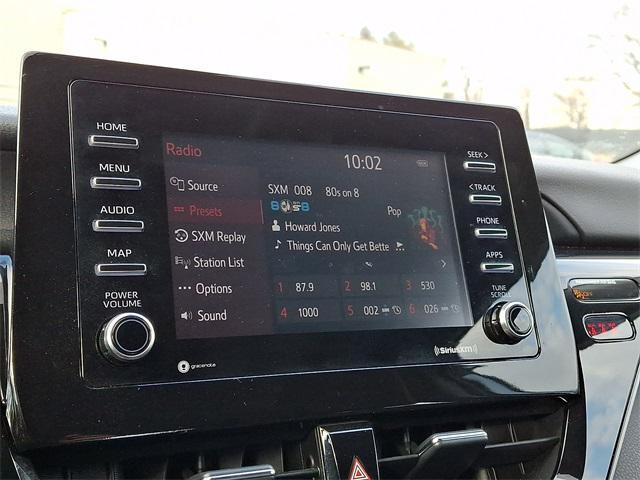 HOME
MENU
AUDIO
MAP
POWER
VOLUME
Radio
10:02
Source
Presets
SXM Replay
Station List
Options
Sound
SXM 008 80s on 8
Pop
Howard Jones
Things Can Only Get Bette
1 87.9 2 98.1 3 530
4 1000 5 002 6 026
SEEK >
< TRACK
PHONE
APPS
TUNE
SCROLL
gracenote
((SiriusXM))